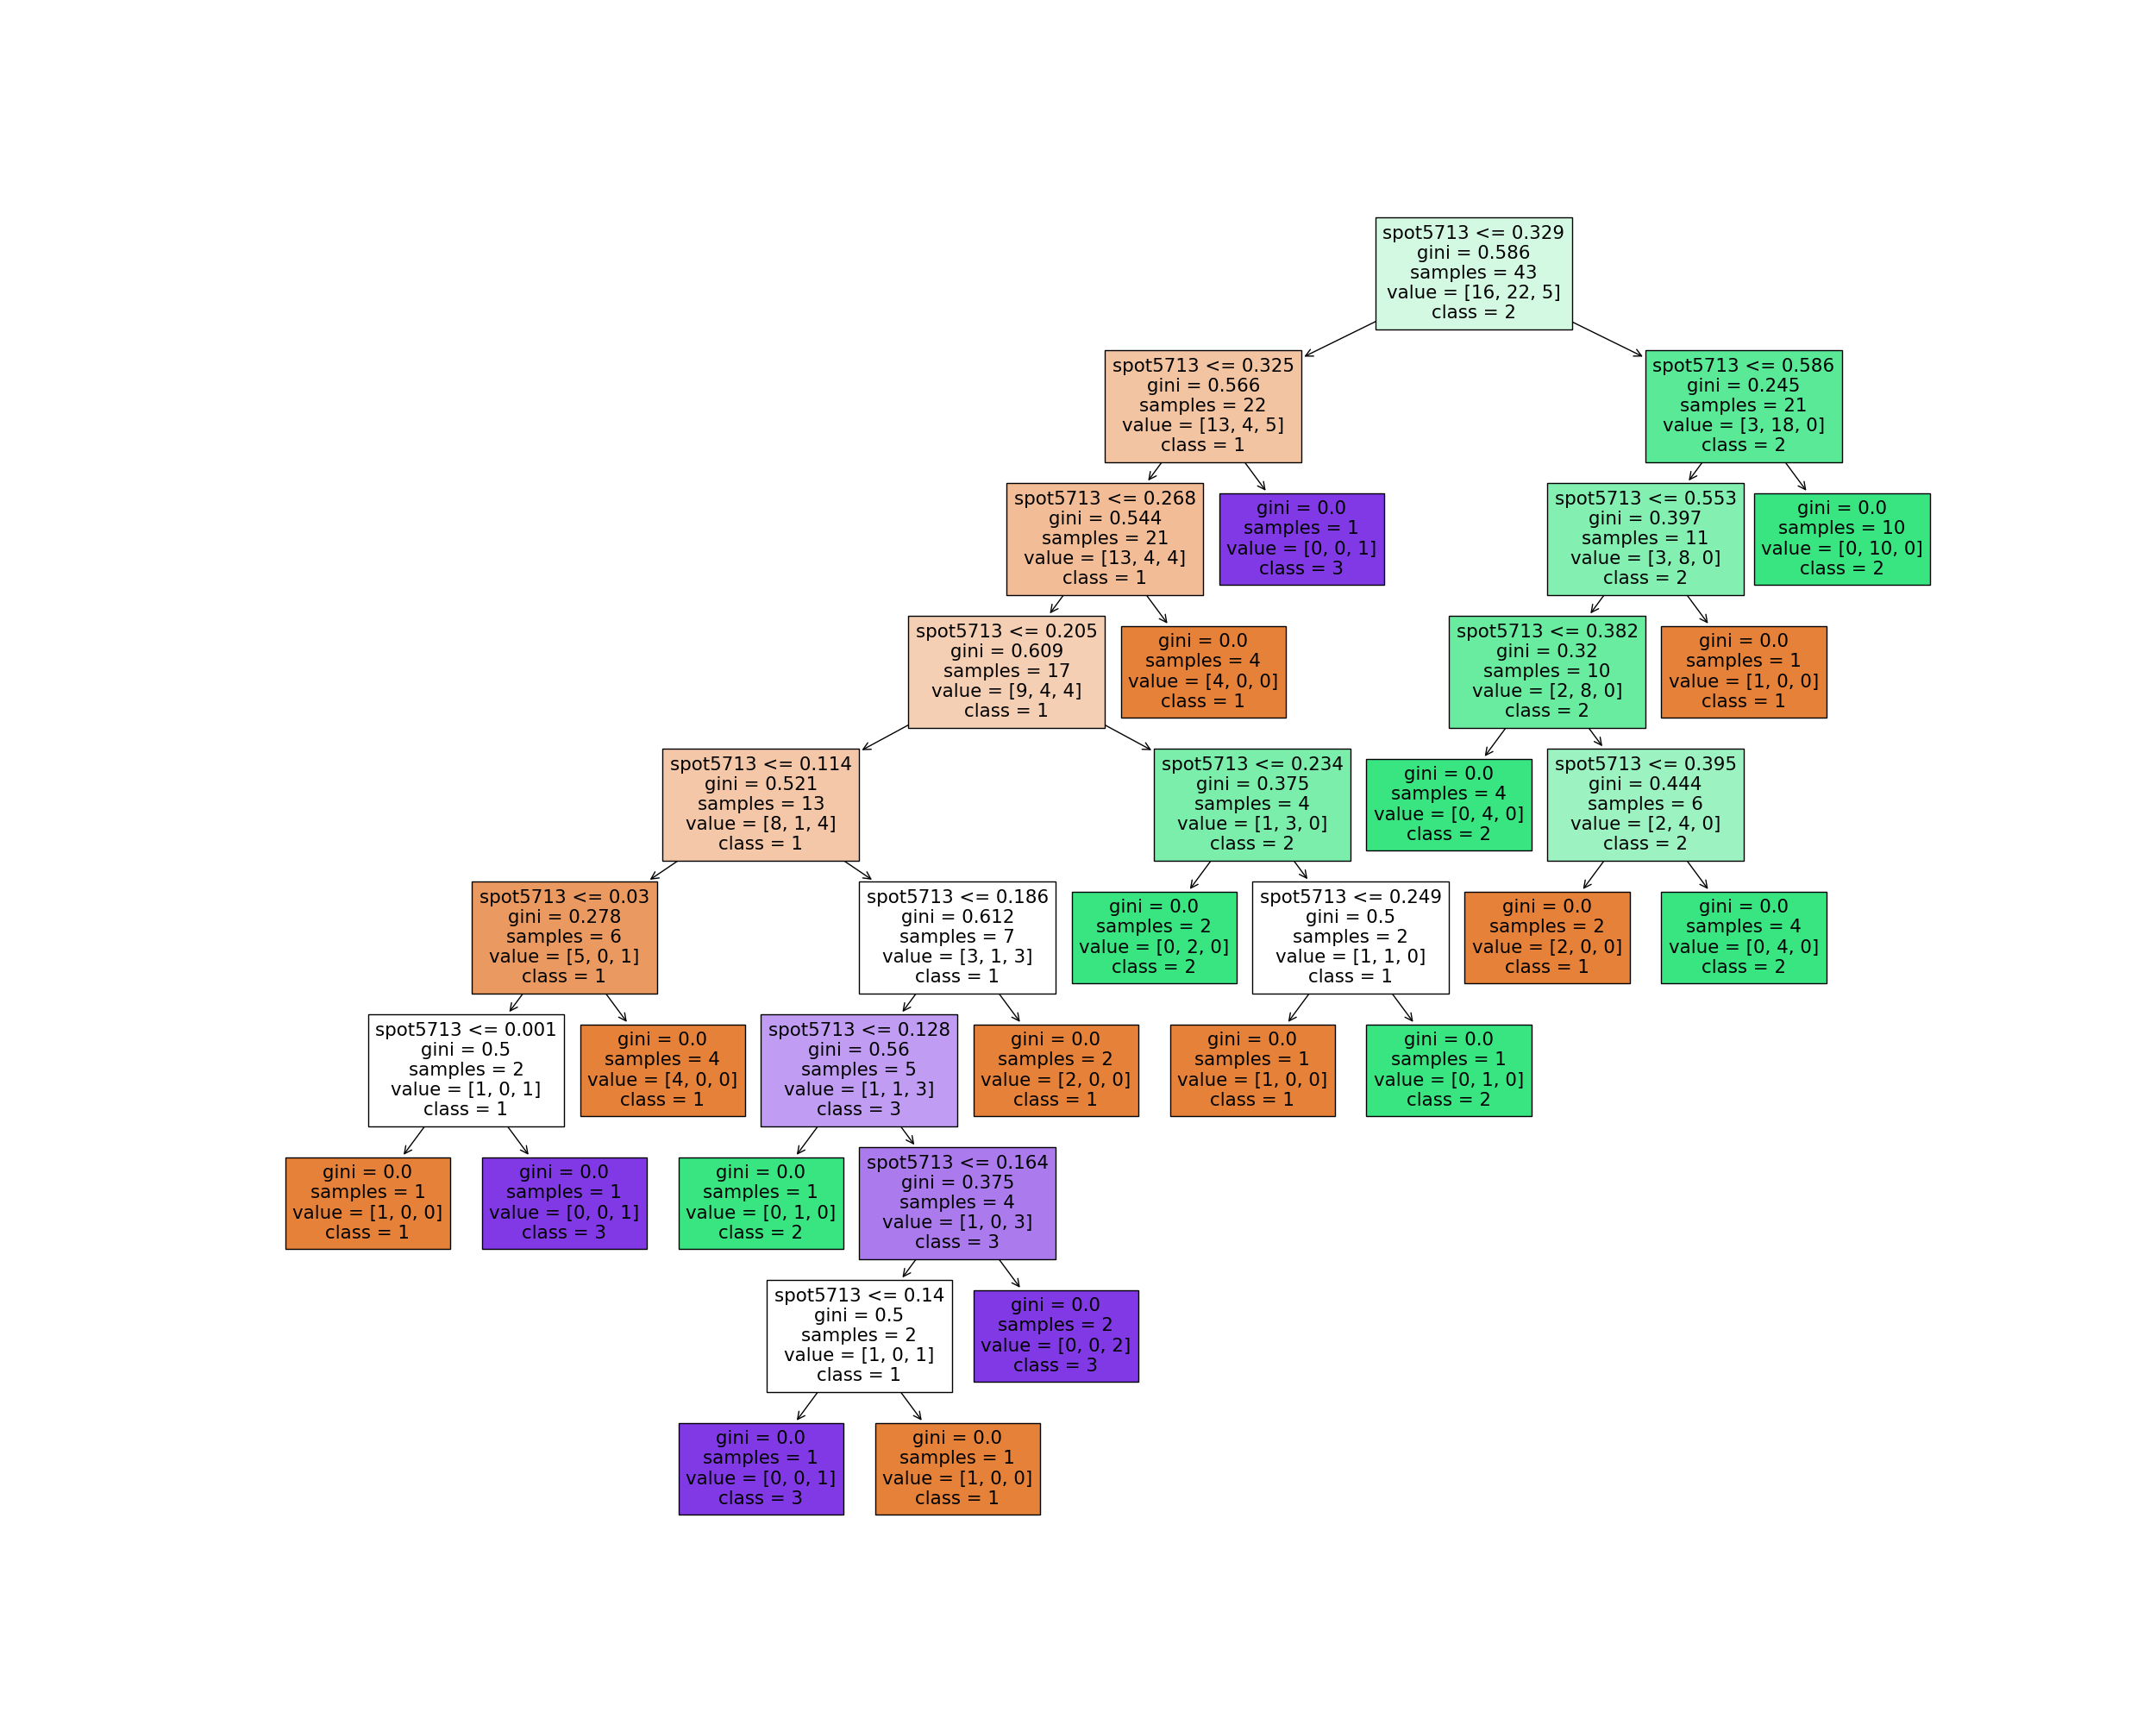 spot5713 <= 0.329
gini = 0.586
samples = 43
value = [16, 22, 5]
class = 2
spot5713 <= 0.325
gini = 0.566
samples = 22
value = [13, 4, 5]
class = 1
spot5713 <= 0.586
gini = 0.245
samples = 21
value = [3, 18, 0]
class = 2
spot5713 <= 0.268
gini = 0.544
samples = 21
value = [13, 4, 4]
class = 1
gini = 0.0
samples = 1
value = [0, 0, 1]
class = 3
spot5713 <= 0.553
gini = 0.397
samples = 11
value = [3, 8, 0]
class = 2
gini = 0.0
samples = 10
value = [0, 10, 0]
class = 2
spot5713 <= 0.205
gini = 0.609
samples = 17
value = [9, 4, 4]
class = 1
gini = 0.0
samples = 4
value = [4, 0, 0]
class = 1
spot5713 <= 0.382
gini = 0.32
samples = 10
value = [2, 8, 0]
class = 2
gini = 0.0
samples = 1
value = [1, 0, 0]
class = 1
spot5713 <= 0.114
gini = 0.521
samples = 13
value = [8, 1, 4]
class = 1
spot5713 <= 0.234
gini = 0.375
samples = 4
value = [1, 3, 0]
class = 2
gini = 0.0
samples = 4
value = [0, 4, 0]
class = 2
spot5713 <= 0.395
gini = 0.444
samples = 6
value = [2, 4, 0]
class = 2
spot5713 <= 0.03
gini = 0.278
samples = 6
value = [5, 0, 1]
class = 1
spot5713 <= 0.186
gini = 0.612
samples = 7
value = [3, 1, 3]
class = 1
gini = 0.0
samples = 2
value = [0, 2, 0]
class = 2
spot5713 <= 0.249
gini = 0.5
samples = 2
value = [1, 1, 0]
class = 1
gini = 0.0
samples = 2
value = [2, 0, 0]
class = 1
gini = 0.0
samples = 4
value = [0, 4, 0]
class = 2
spot5713 <= 0.001
gini = 0.5
samples = 2
value = [1, 0, 1]
class = 1
gini = 0.0
samples = 4
value = [4, 0, 0]
class = 1
spot5713 <= 0.128
gini = 0.56
samples = 5
value = [1, 1, 3]
class = 3
gini = 0.0
samples = 2
value = [2, 0, 0]
class = 1
gini = 0.0
samples = 1
value = [1, 0, 0]
class = 1
gini = 0.0
samples = 1
value = [0, 1, 0]
class = 2
gini = 0.0
samples = 1
value = [1, 0, 0]
class = 1
gini = 0.0
samples = 1
value = [0, 0, 1]
class = 3
gini = 0.0
samples = 1
value = [0, 1, 0]
class = 2
spot5713 <= 0.164
gini = 0.375
samples = 4
value = [1, 0, 3]
class = 3
spot5713 <= 0.14
gini = 0.5
samples = 2
value = [1, 0, 1]
class = 1
gini = 0.0
samples = 2
value = [0, 0, 2]
class = 3
gini = 0.0
samples = 1
value = [0, 0, 1]
class = 3
gini = 0.0
samples = 1
value = [1, 0, 0]
class = 1